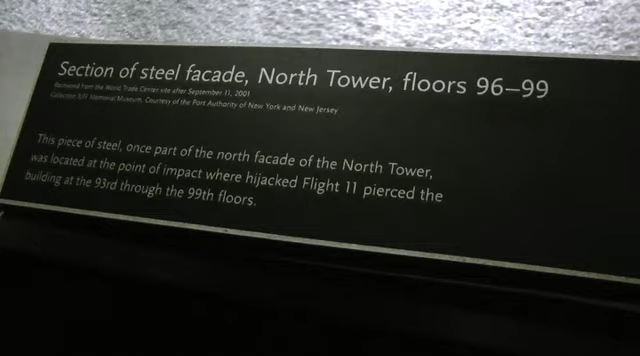 Section of steel facade, North Tower, floors 96–99
Recovered from the World Trade Center site after September 11, 2001
Collection 9/11 Memorial Museum, Courtesy of the Port Authority of New York and New Jersey
This piece of steel, once part of the north facade of the North Tower,
was located at the point of impact where hijacked Flight 11 pierced the
building at the 93rd through the 99th floors.